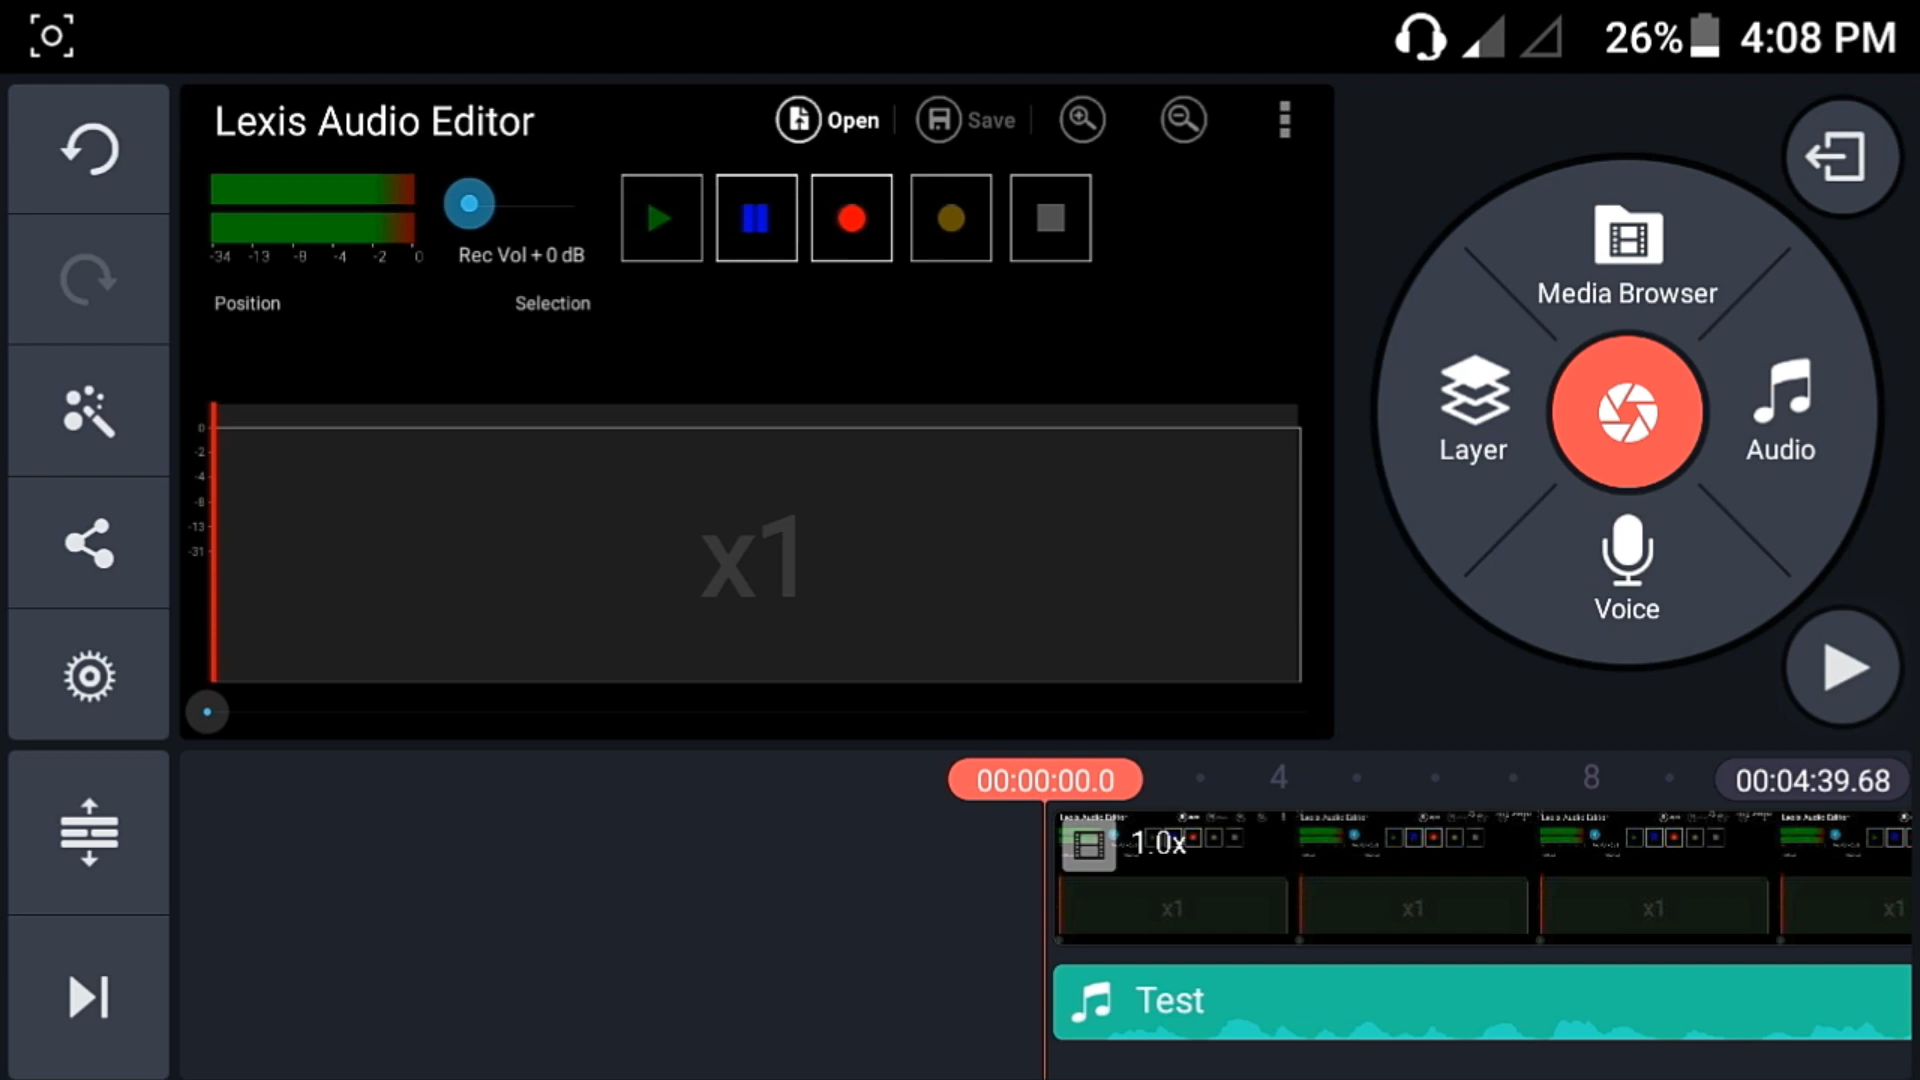 26% 4:08 PM
Lexis Audio Editor
Open
Save
-34 -13 -8 -4 -2 0
Rec Vol + 0 dB
Position
Selection
0
-2
-4
-8
-13
-31
x1
Media Browser
Layer
Audio
Voice
00:00:00.0
4
8
00:04:39.68
1.0x
x1
x1
x1
x1
Test